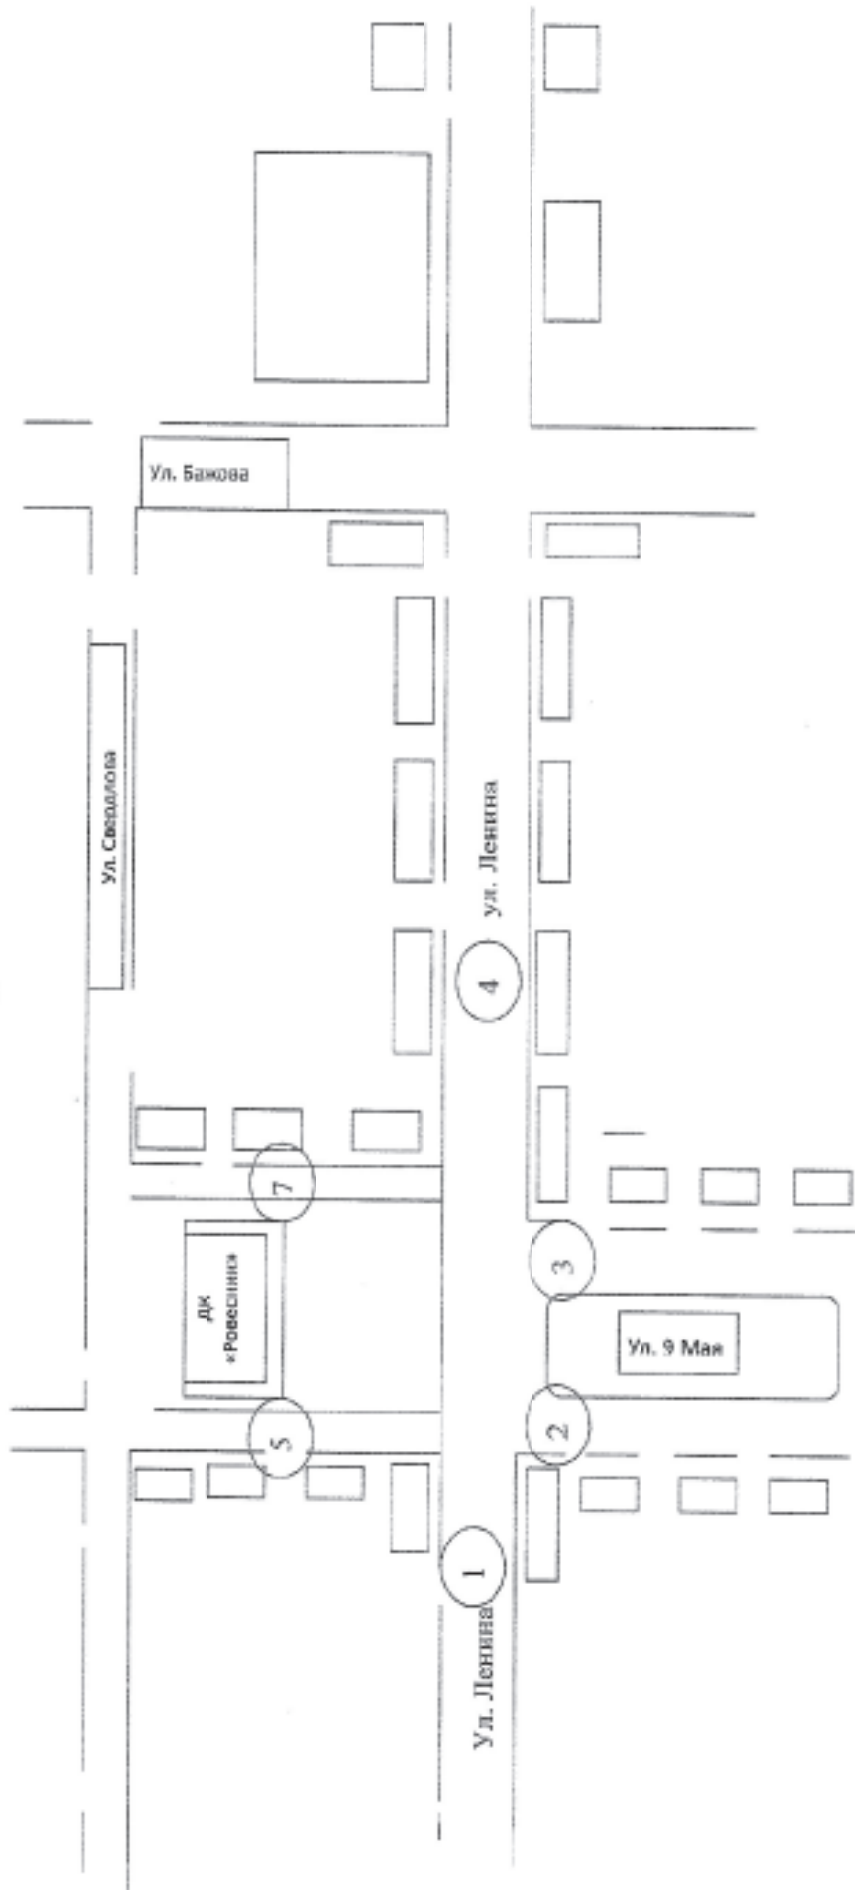 Ул. Бажова
Ул. Свердлова
ул. Ленина
4
7
ДК
«Ровесник»
3
Ул. 9 Мая
5
2
1
Ул. Ленина